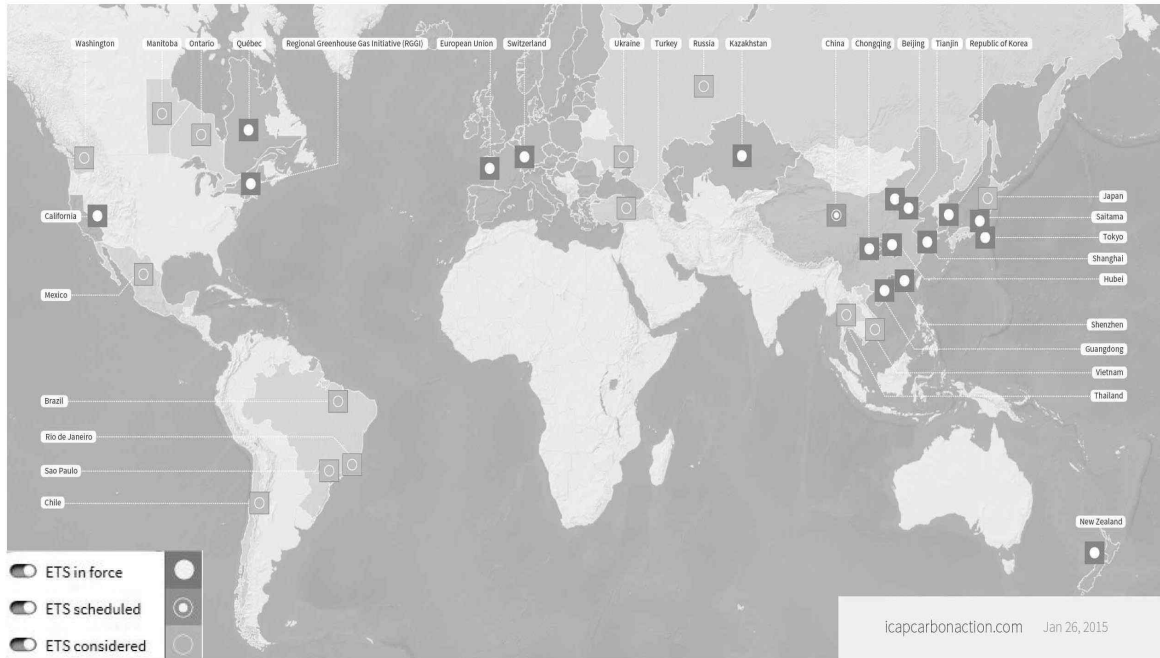 Washington
Manitoba
Ontario
Québec
Regional Greenhouse Gas Initiative (RGGI)
European Union
Switzerland
Ukraine
Turkey
Russia
Kazakhstan
China
Chongqing
Beijing
Tianjin
Republic of Korea
Japan
California
Saitama
Tokyo
Shanghai
Hubei
Mexico
Shenzhen
Guangdong
Vietnam
Thailand
Brazil
Rio de Janeiro
Sao Paulo
Chile
New Zealand
ETS in force
ETS scheduled
ETS considered
icapcarbonaction.com Jan 26, 2015